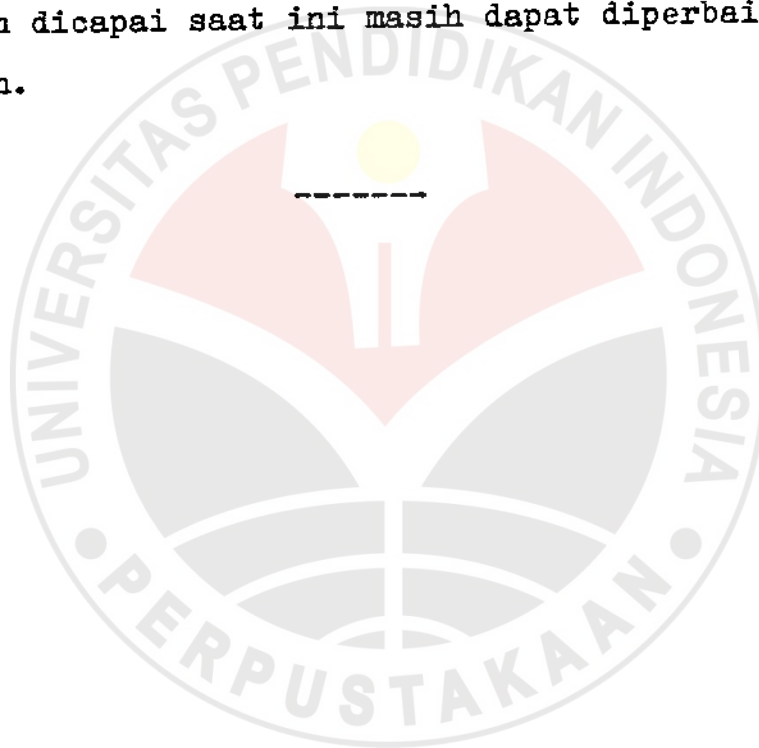 n dicapai saat ini masih dapat diperbai
n.
-------
UNIVERSITAS PENDIDIKAN INDONESIA
PERPUSTAKAAN